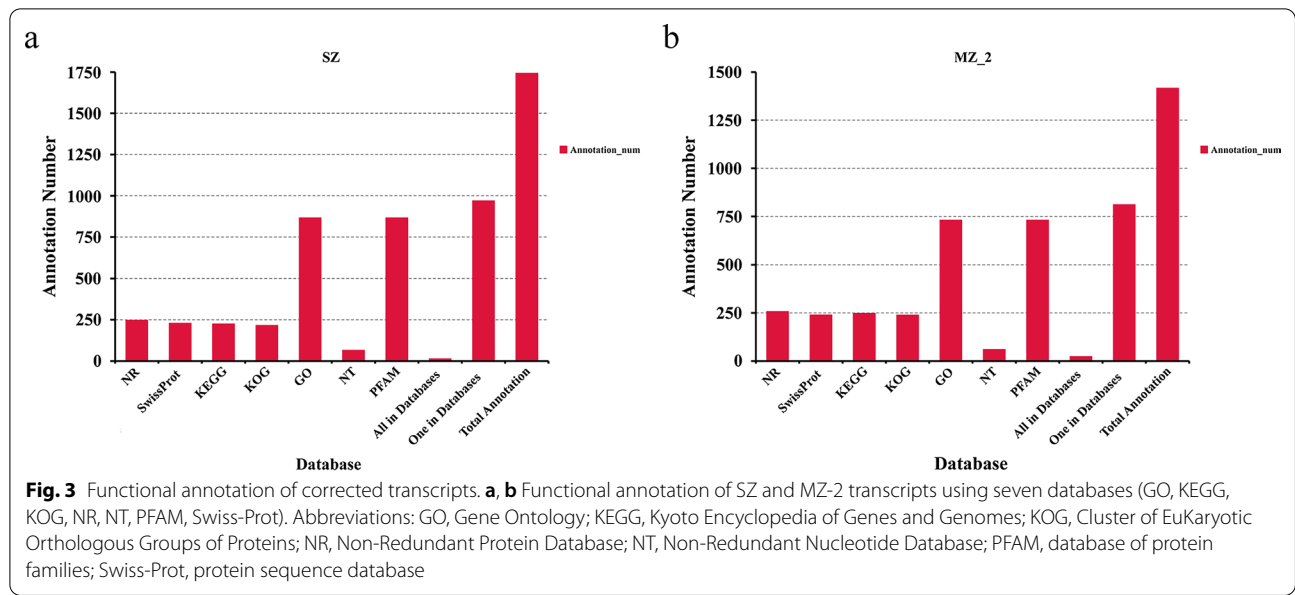 a
SZ
Annotation Number
1750
1500
1250
1000
750
500
250
0
NR
SwissProt
KEGG
KOG
GO
NT
PFAM
All in Databases
One in Databases
Total Annotation
Database
Annotation_num
b
MZ_2
Annotation Number
1500
1250
1000
750
500
250
0
NR
SwissProt
KEGG
KOG
GO
NT
PFAM
All in Databases
One in Databases
Total Annotation
Database
Annotation_num
Fig. 3 Functional annotation of corrected transcripts. a, b Functional annotation of SZ and MZ-2 transcripts using seven databases (GO, KEGG,
KOG, NR, NT, PFAM, Swiss-Prot). Abbreviations: GO, Gene Ontology; KEGG, Kyoto Encyclopedia of Genes and Genomes; KOG, Cluster of EuKaryotic
Orthologous Groups of Proteins; NR, Non-Redundant Protein Database; NT, Non-Redundant Nucleotide Database; PFAM, database of protein
families; Swiss-Prot, protein sequence database